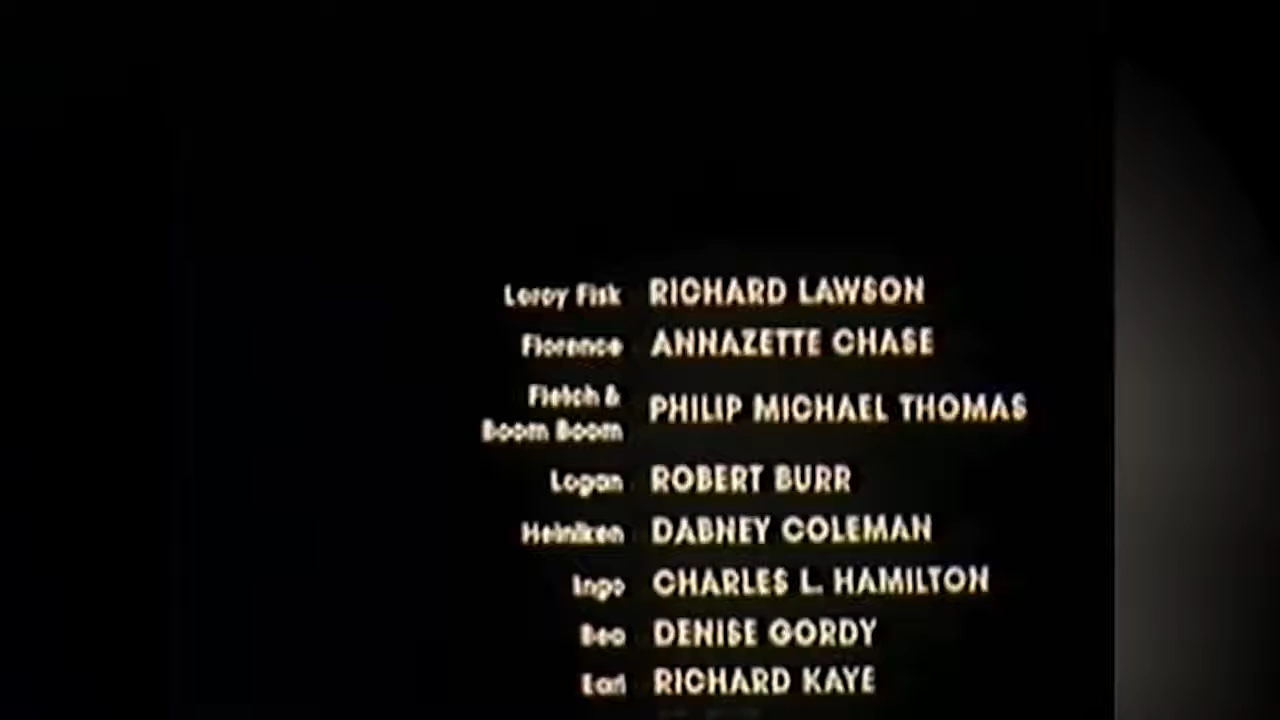 Leroy Fisk RICHARD LAWSON
Florence ANNAZETTE CHASE
Fletch &
Boom Boom PHILIP MICHAEL THOMAS
Logan ROBERT BURR
Heiniken DABNEY COLEMAN
Ingo CHARLES L. HAMILTON
Bea DENISE GORDY
Earl RICHARD KAYE